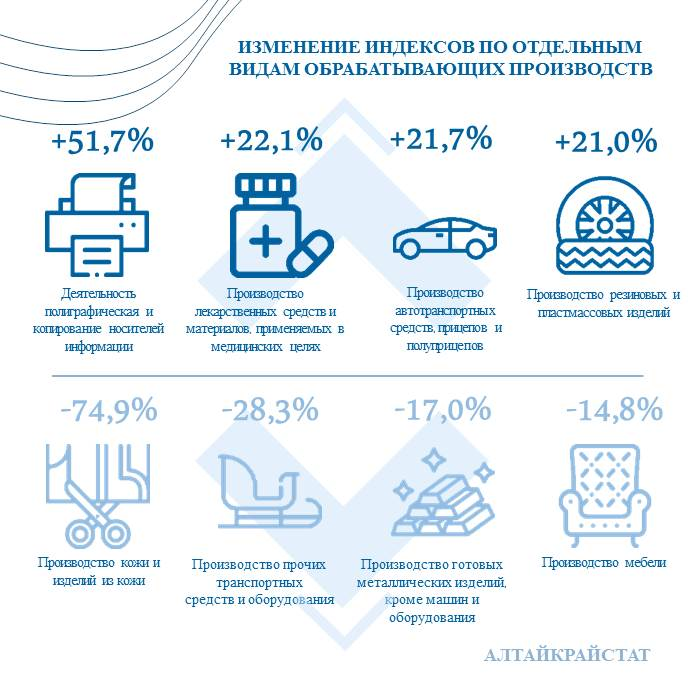 ИЗМЕНЕНИЕ ИНДЕКСОВ ПО ОТДЕЛЬНЫМ
ВИДАМ ОБРАБАТЫВАЮЩИХ ПРОИЗВОДСТВ
+51,7%
Деятельность
полиграфическая и
копирование носителей
информации
+22,1%
Производство
лекарственных средств и
материалов, применяемых в
медицинских целях
+21,7%
Производство
автотранспортных
средств, прицепов и
полуприцепов
+21,0%
Производство резиновых и
пластмассовых изделий
-74,9%
Производство кожи и
изделий из кожи
-28,3%
Производство прочих
транспортных
средств и оборудования
-17,0%
Производство готовых
металлических изделий,
кроме машин и
оборудования
-14,8%
Производство мебели
АЛТАЙКРАЙСТАТ